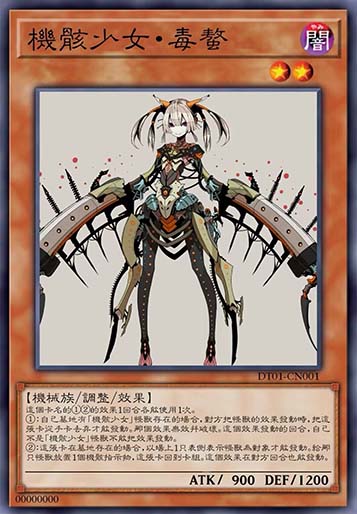 機骸少女・毒螯
やみ
闇
DT01-CN001
【機械族/調整/效果】
這個卡名的①②的效果1回合各能使用1次。
①：自己墓地有「機骸少女」怪獸存在的場合，對方把怪獸的效果發動時，把這
張卡從手卡丟棄才能發動。那個效果無效并破壞。這個效果發動的回合，自己
不是「機骸少女」怪獸不能把效果發動。
②：這張卡在墓地存在的場合，以場上1只表側表示怪獸為對象才能發動。給那
只怪獸放置1個機骸指示物，這張卡回到卡組。這個效果在對方回合也能發動。
ATK/ 900 DEF/1200
00000000